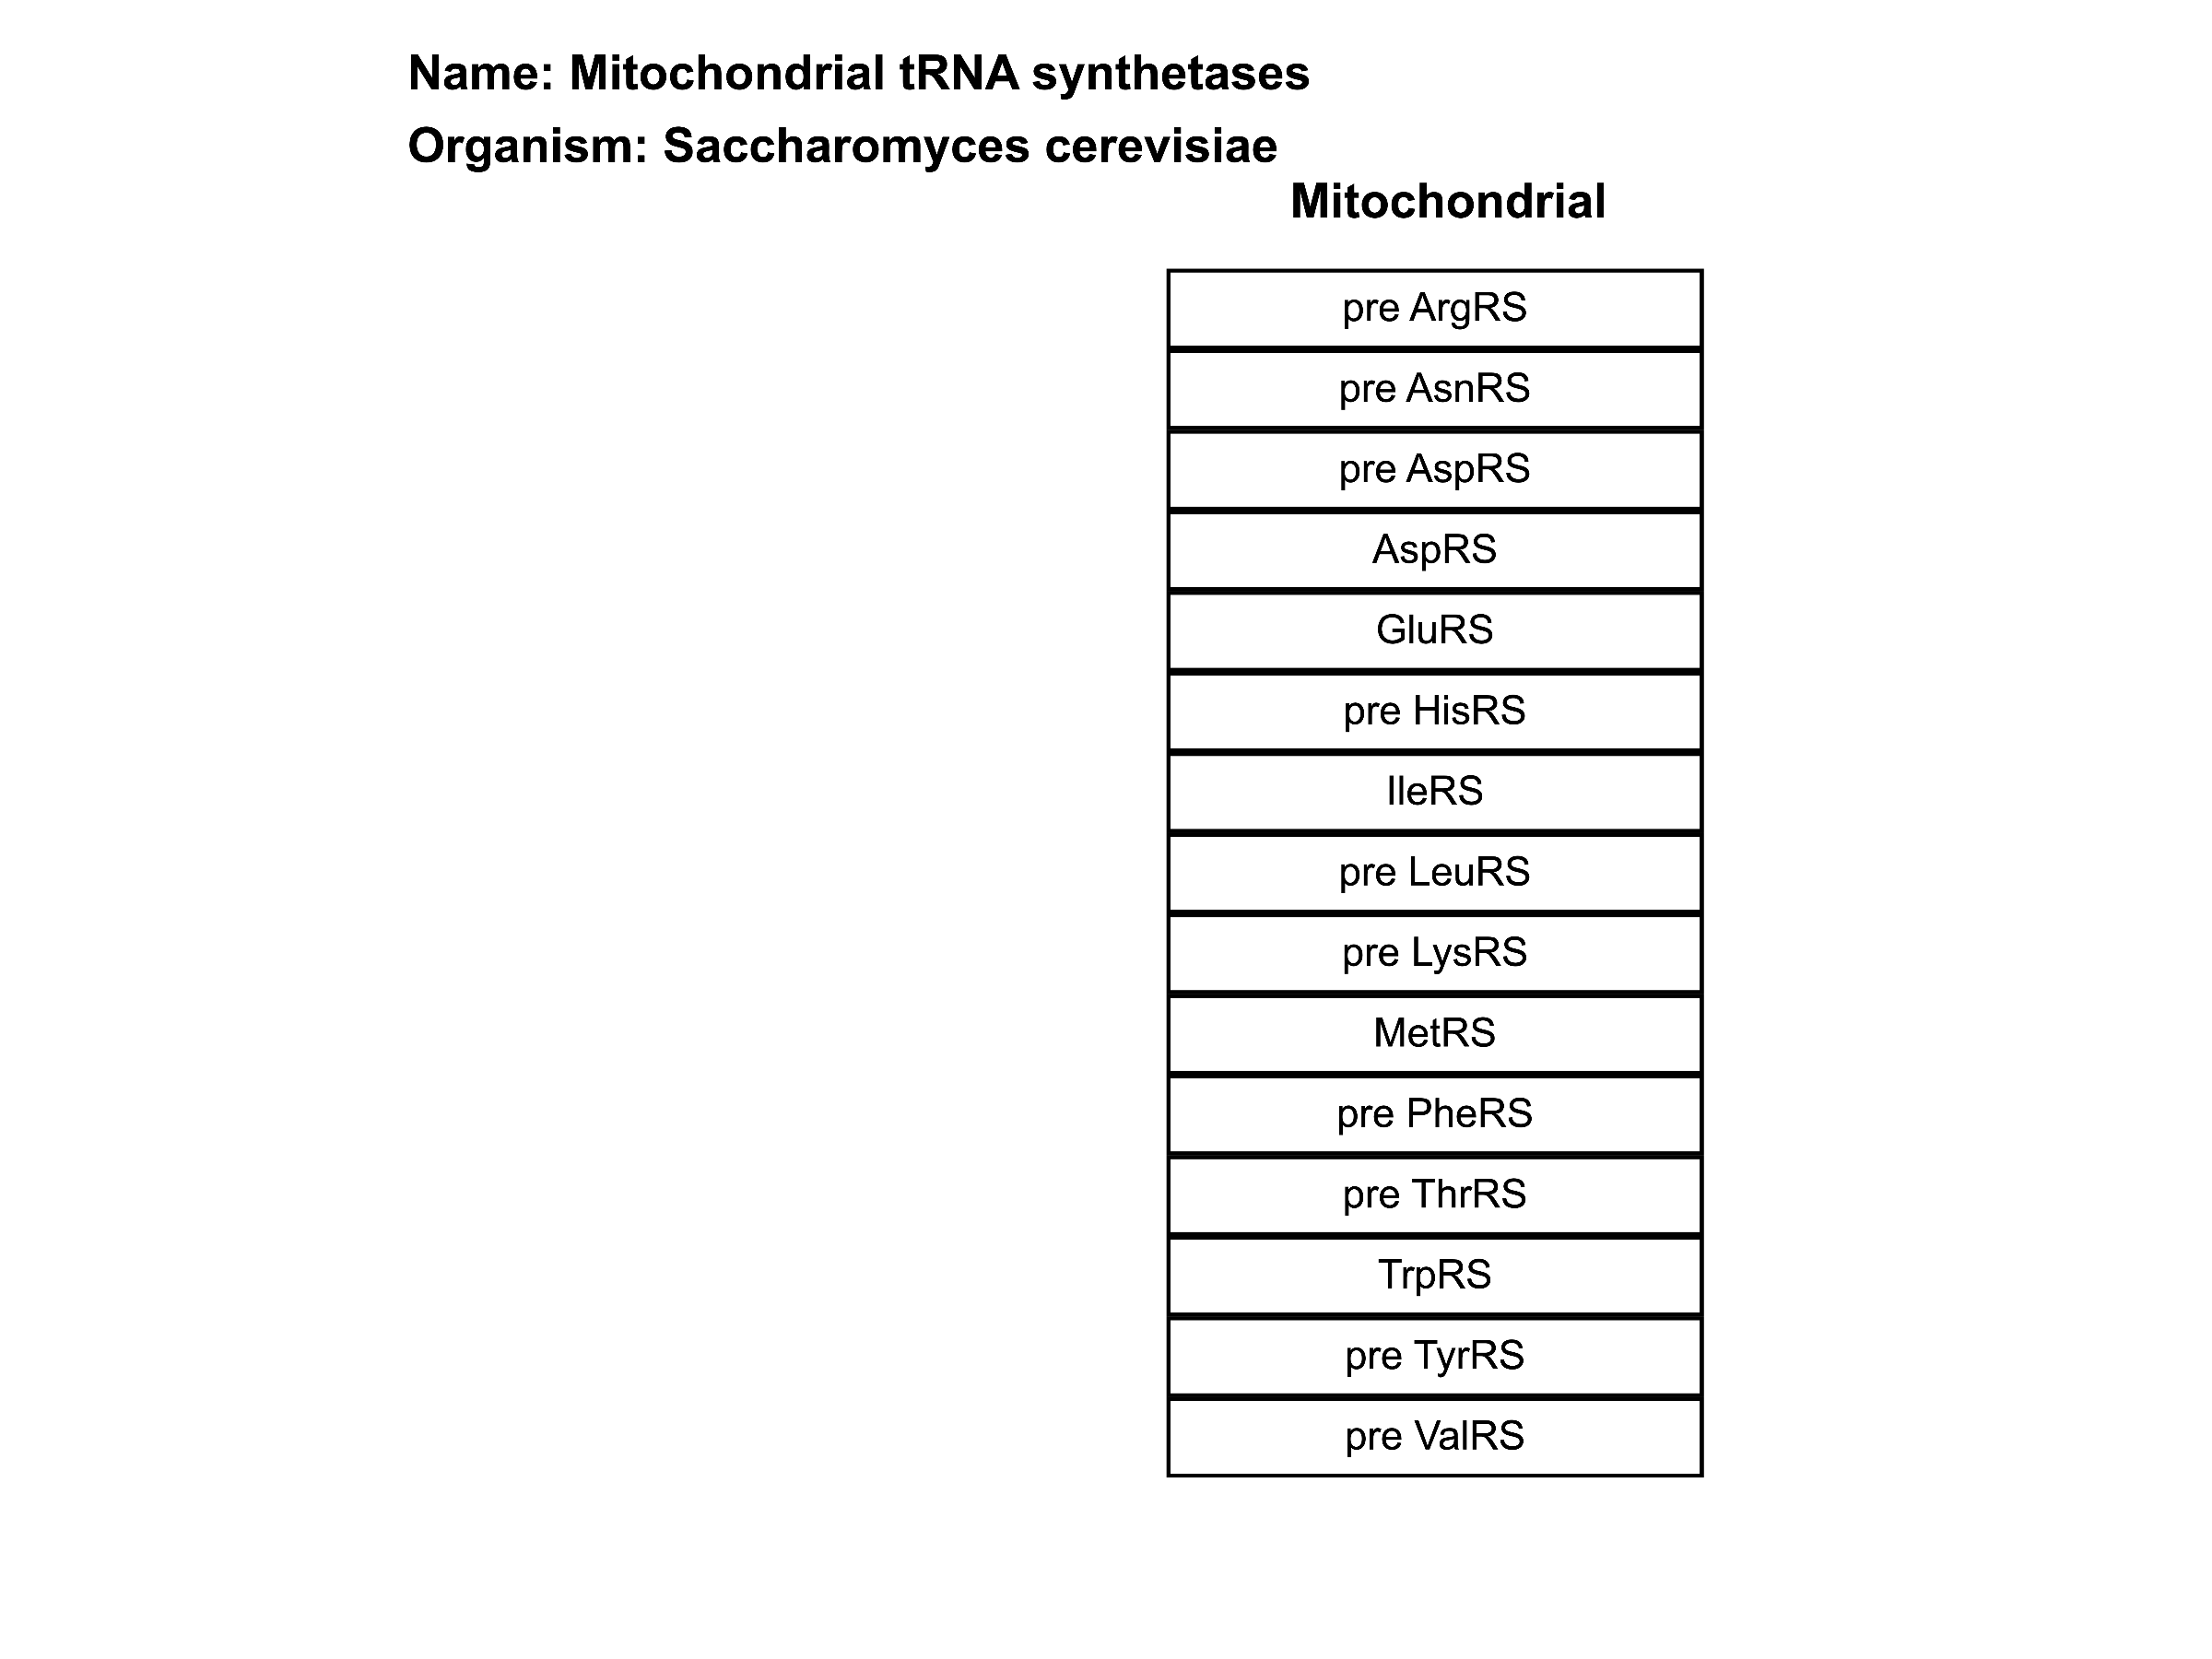 Name: Mitochondrial tRNA synthetases
Organism: Saccharomyces cerevisiae
Mitochondrial
pre ArgRS
pre AsnRS
pre AspRS
AspRS
GluRS
pre HisRS
IleRS
pre LeuRS
pre LysRS
MetRS
pre PheRS
pre ThrRS
TrpRS
pre TyrRS
pre ValRS